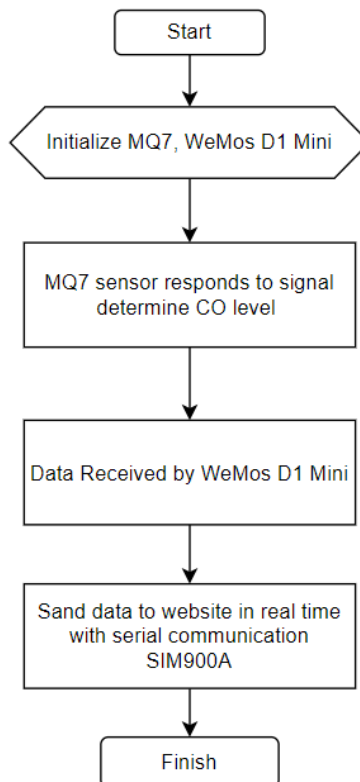 Start
Initialize MQ7, WeMos D1 Mini
MQ7 sensor responds to signal
determine CO level
Data Received by WeMos D1 Mini
Sand data to website in real time
with serial communication
SIM900A
Finish